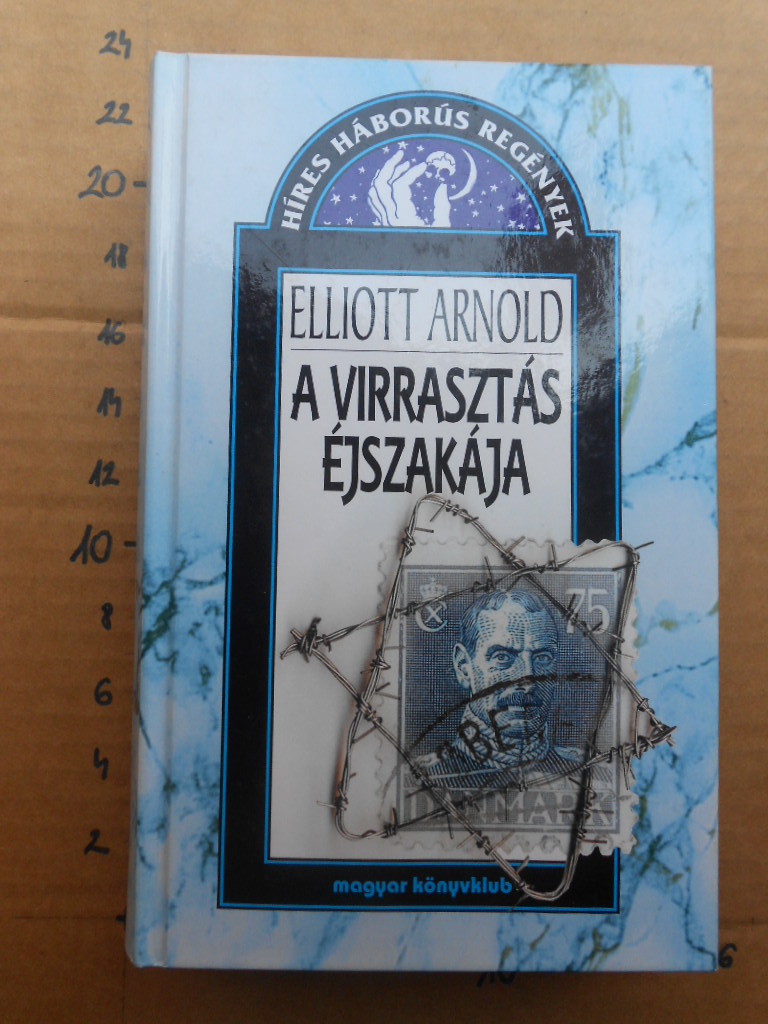 HÍRES HÁBORÚS REGÉNYEK
ELLIOTT ARNOLD
A VIRRASZTÁS
ÉJSZAKÁJA
75
DANMARK
magyar könyvklub
24
22
20
18
16
14
12
10
8
6
4
2
6